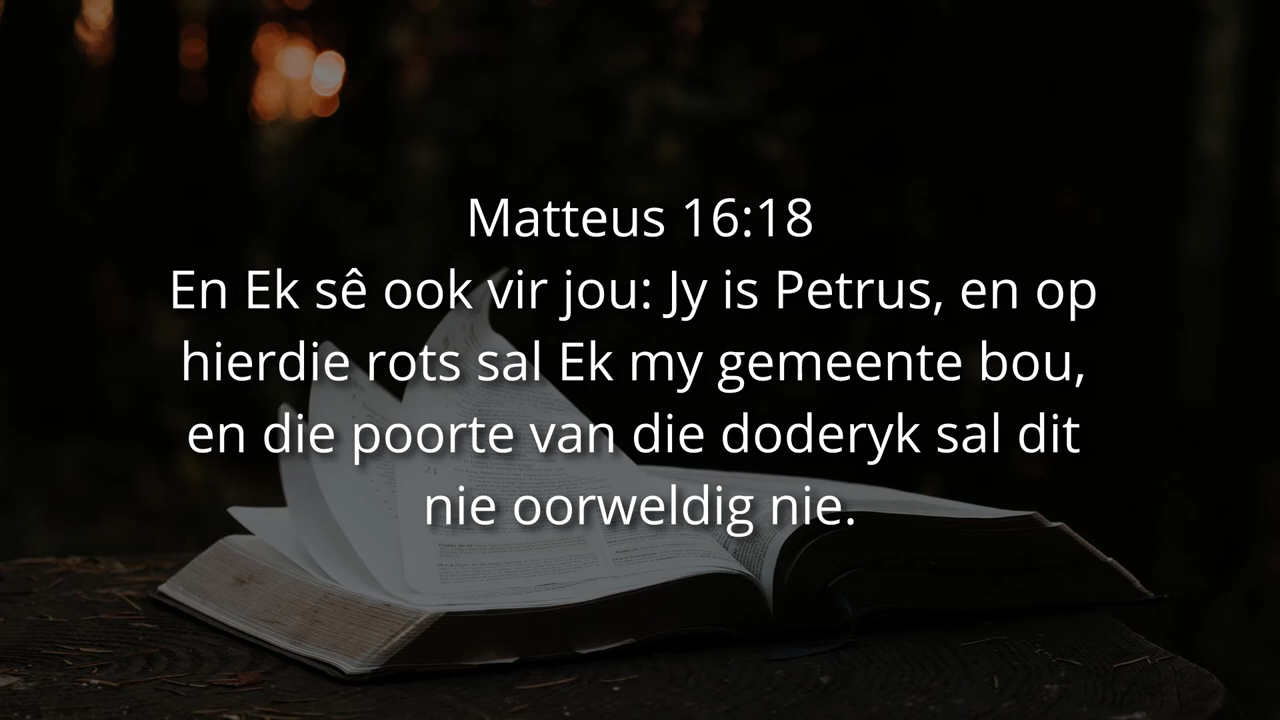 Matteus 16:18
En Ek sê ook vir jou: Jy is Petrus, en op
hierdie rots sal Ek my gemeente bou,
en die poorte van die doderyk sal dit
nie oorweldig nie.